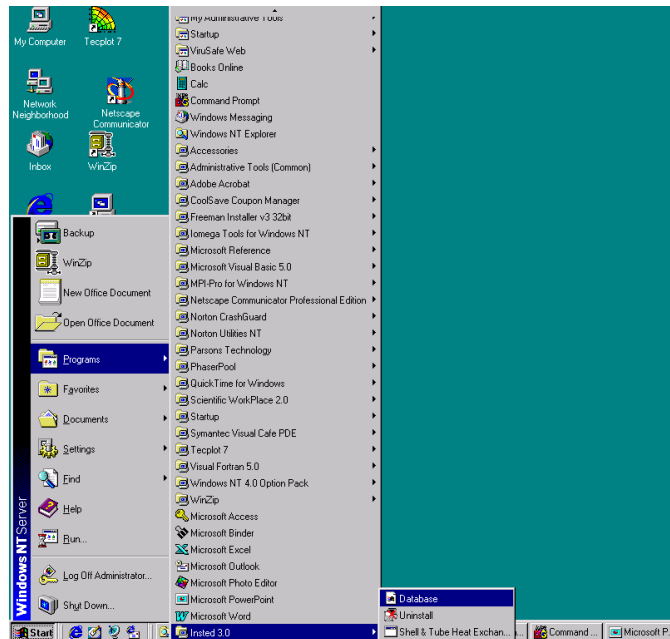 My Computer
Tecplot 7
Network
Neighborhood
Netscape
Communicator
Inbox
WinZip
Backup
WinZip
New Office Document
Open Office Document
Programs
Favorites
Documents
Settings
Find
Help
Run...
Log Off Administrator...
Shut Down...
Windows NT Server
My Administrative Tools
Startup
ViruSafe Web
Books Online
Calc
Command Prompt
Windows Messaging
Windows NT Explorer
Accessories
Administrative Tools (Common)
Adobe Acrobat
CoolSave Coupon Manager
Freeman Installer v3 32bit
Iomega Tools for Windows NT
Microsoft Reference
Microsoft Visual Basic 5.0
MPI-Pro for Windows NT
Netscape Communicator Professional Edition
Norton CrashGuard
Norton Utilities NT
Parsons Technology
PhaserPool
QuickTime for Windows
Scientific WorkPlace 2.0
Startup
Symantec Visual Cafe PDE
Tecplot 7
Visual Fortran 5.0
Windows NT 4.0 Option Pack
WinZip
Microsoft Access
Microsoft Binder
Microsoft Excel
Microsoft Outlook
Microsoft Photo Editor
Microsoft PowerPoint
Microsoft Word
Insted 3.0
Database
Uninstall
Shell & Tube Heat Exchan...
Start
Command ...
Microsoft P